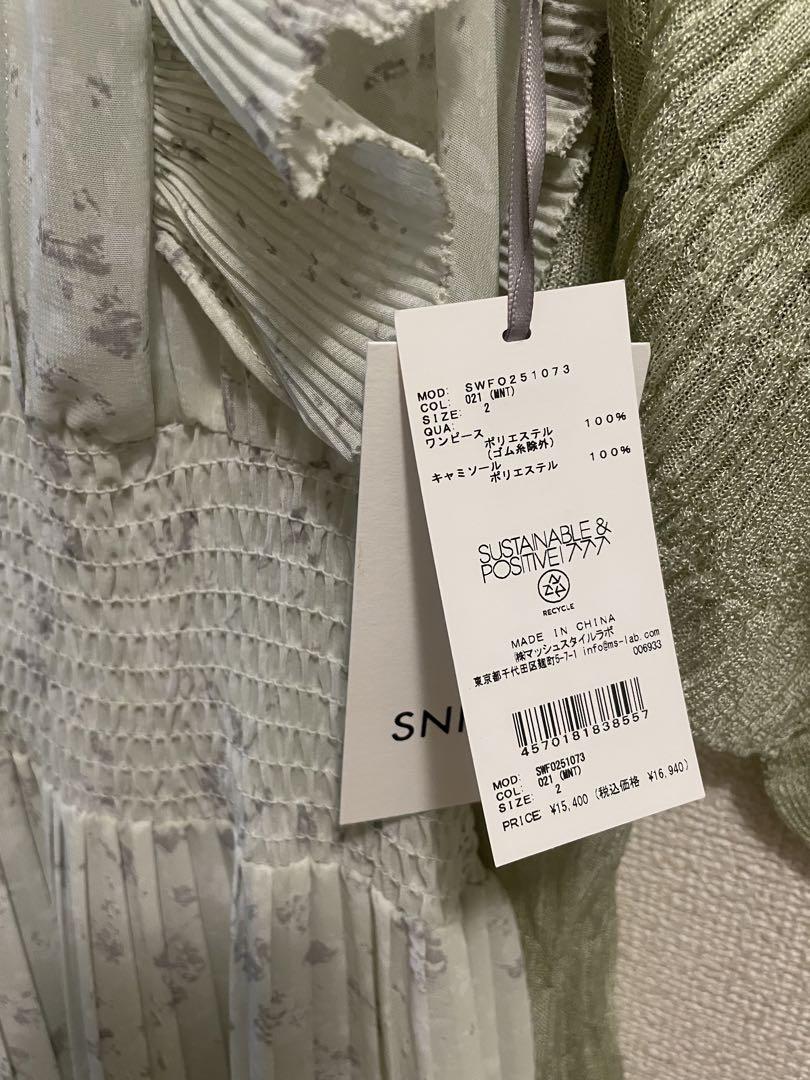 MOD: SWFO251073
COL: 021 (MNT)
SIZE: 2
QUA:
ワンピース
ポリエステル 100%
(ゴム糸除外)
キャミソール
ポリエステル 100%
SUSTAINABLE &
POSITIVE!
RECYCLE
MADE IN CHINA
㈱マッシュスタイルラボ
東京都千代田区麹町5-7-1 info@ms-lab.com
006933
4570181838557
MOD: SWFO251073
COL: 021 (MNT)
SIZE: 2
PRICE: ¥15,400 (税込価格 ¥16,940)
SNI